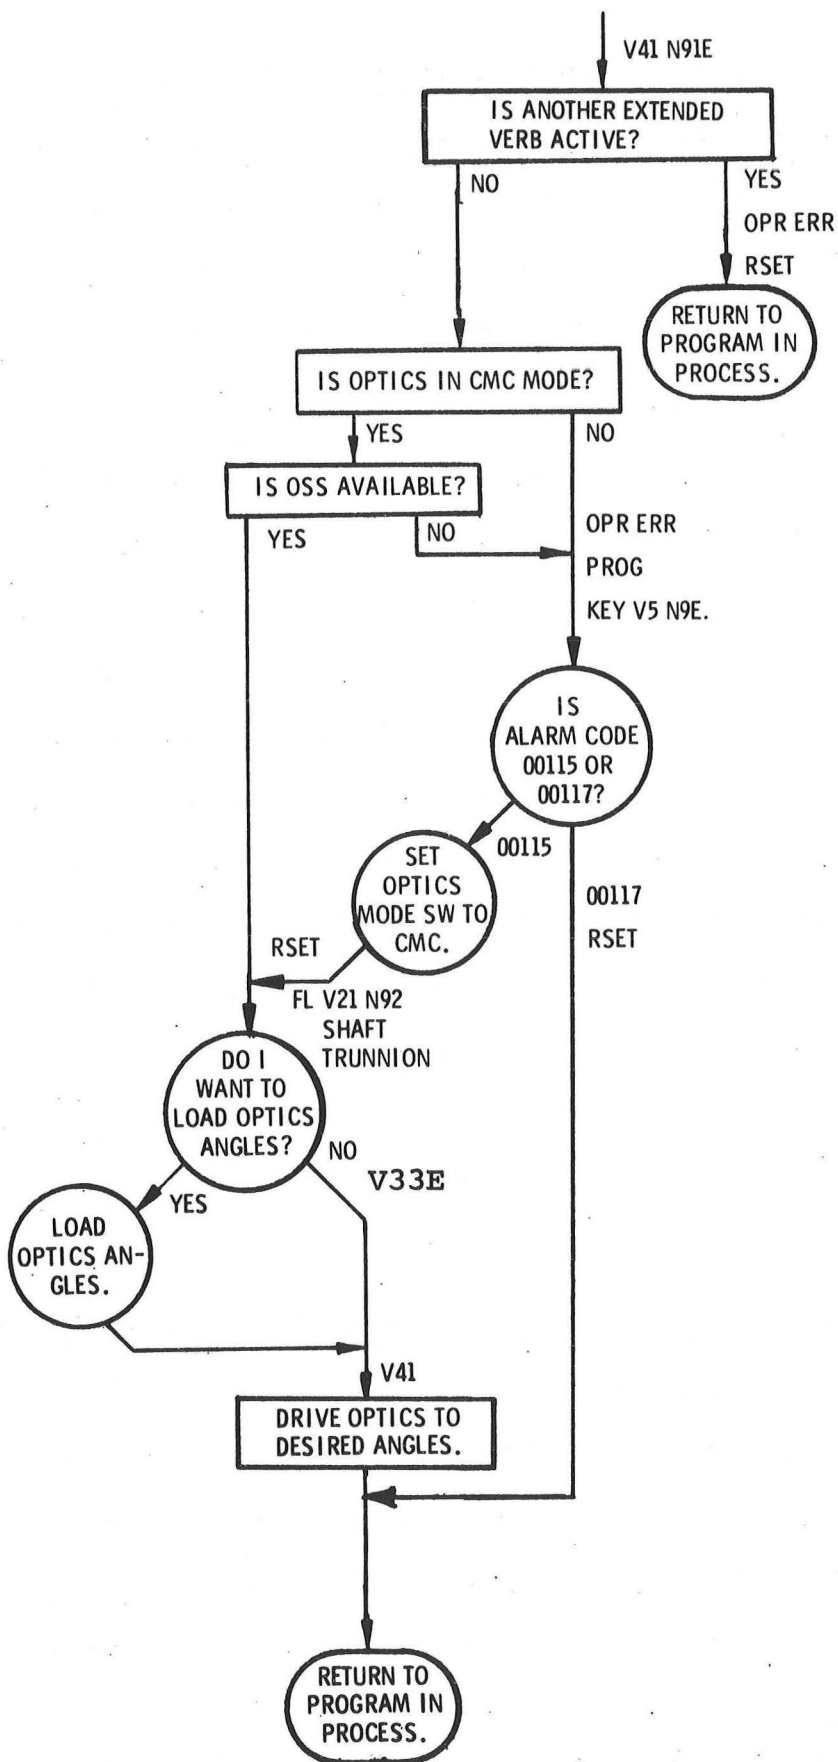 V41 N91E
IS ANOTHER EXTENDED
VERB ACTIVE?
NO
YES
OPR ERR
RSET
RETURN TO
PROGRAM IN
PROCESS.
IS OPTICS IN CMC MODE?
YES
NO
IS OSS AVAILABLE?
YES
NO
OPR ERR
PROG
KEY V5 N9E.
IS
ALARM CODE
00115 OR
00117?
00115
SET
OPTICS
MODE SW TO
CMC.
00117
RSET
RSET
FL V21 N92
SHAFT
TRUNNION
DO I
WANT TO
LOAD OPTICS
ANGLES?
NO
V33E
YES
LOAD
OPTICS AN-
GLES.
V41
DRIVE OPTICS TO
DESIRED ANGLES.
RETURN TO
PROGRAM IN
PROCESS.